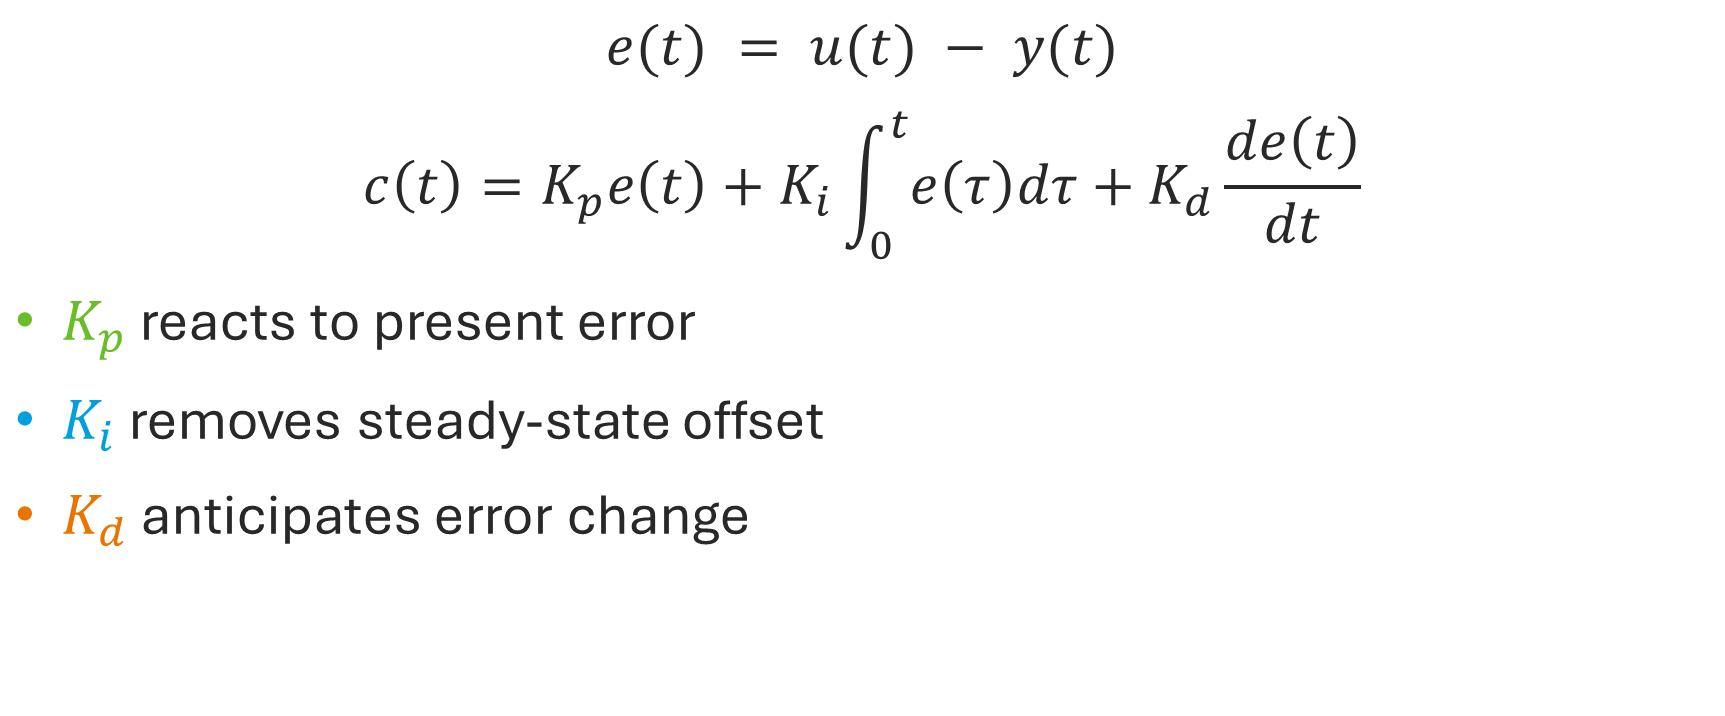 e(t) = u(t) − y(t)
c(t) = K_p e(t) + K_i ∫_0^t e(τ)dτ + K_d de(t)/dt
• K_p reacts to present error
• K_i removes steady-state offset
• K_d anticipates error change